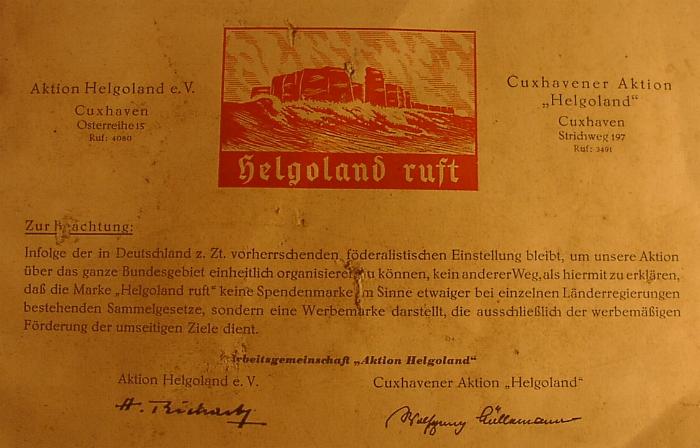 Aktion Helgoland e. V.
Cuxhaven
Osterreihe 15
Ruf: 4080
Helgoland ruft
Cuxhavener Aktion
„Helgoland“
Cuxhaven
Strichweg 197
Ruf: 3491
Zur
Infolge der in Deutschland z. Zt. vorherrschenden föderalistischen Einstellung bleibt, um unsere Aktion
über das ganze Bundesgebiet einheitlich organisieren zu können, kein anderer Weg, als hiermit zu erklären,
daß die Marke „Helgoland ruft“ keine Spendenmarke im Sinne etwaiger bei einzelnen Länderregierungen
bestehenden Sammelgesetze, sondern eine Werbemarke darstellt, die ausschließlich der werbemäßigen
Förderung der umseitigen Ziele dient.
Arbeitsgemeinschaft „Aktion Helgoland“
Aktion Helgoland e. V.
Cuxhavener Aktion „Helgoland“
Wolfgang